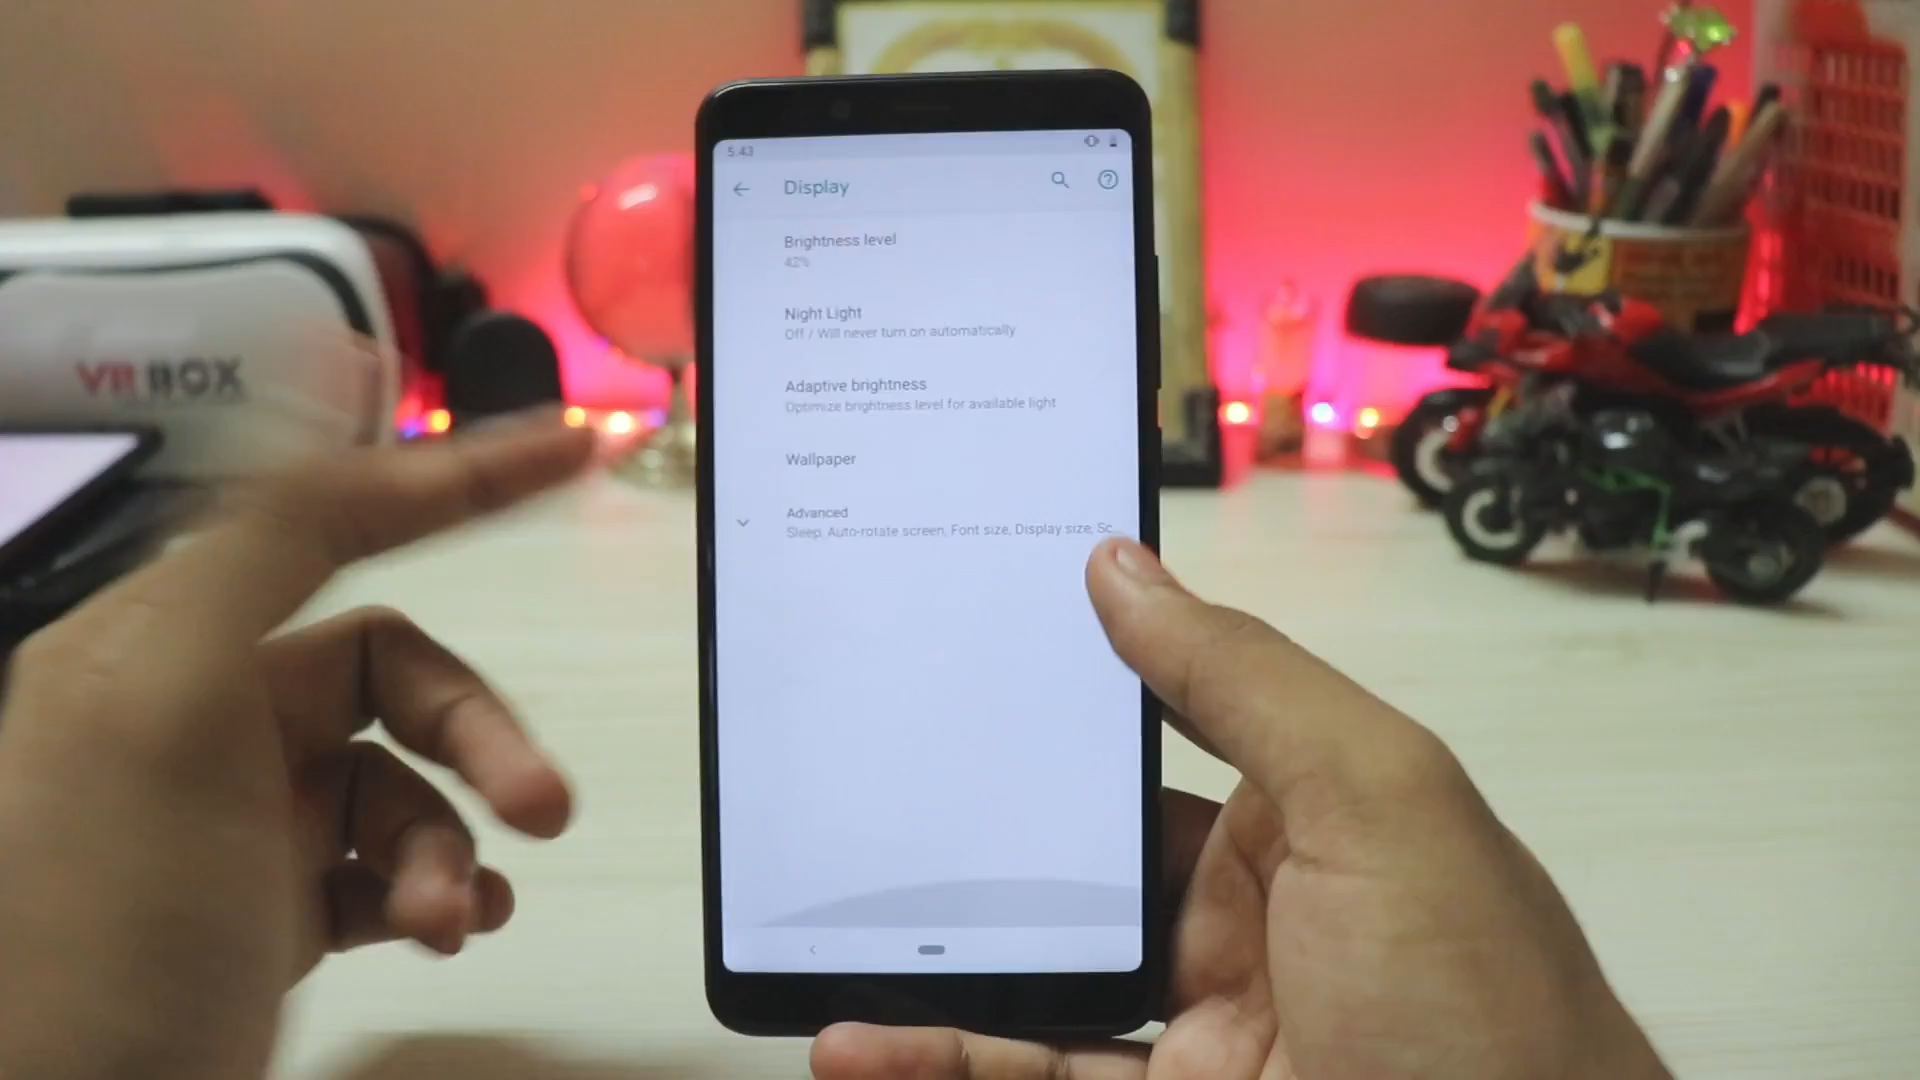 5:43
Display
Brightness level
42%
Night Light
Off / Will never turn on automatically
Adaptive brightness
Optimize brightness level for available light
Wallpaper
Advanced
Sleep, Auto-rotate screen, Font size, Display size, Sc...
VR BOX